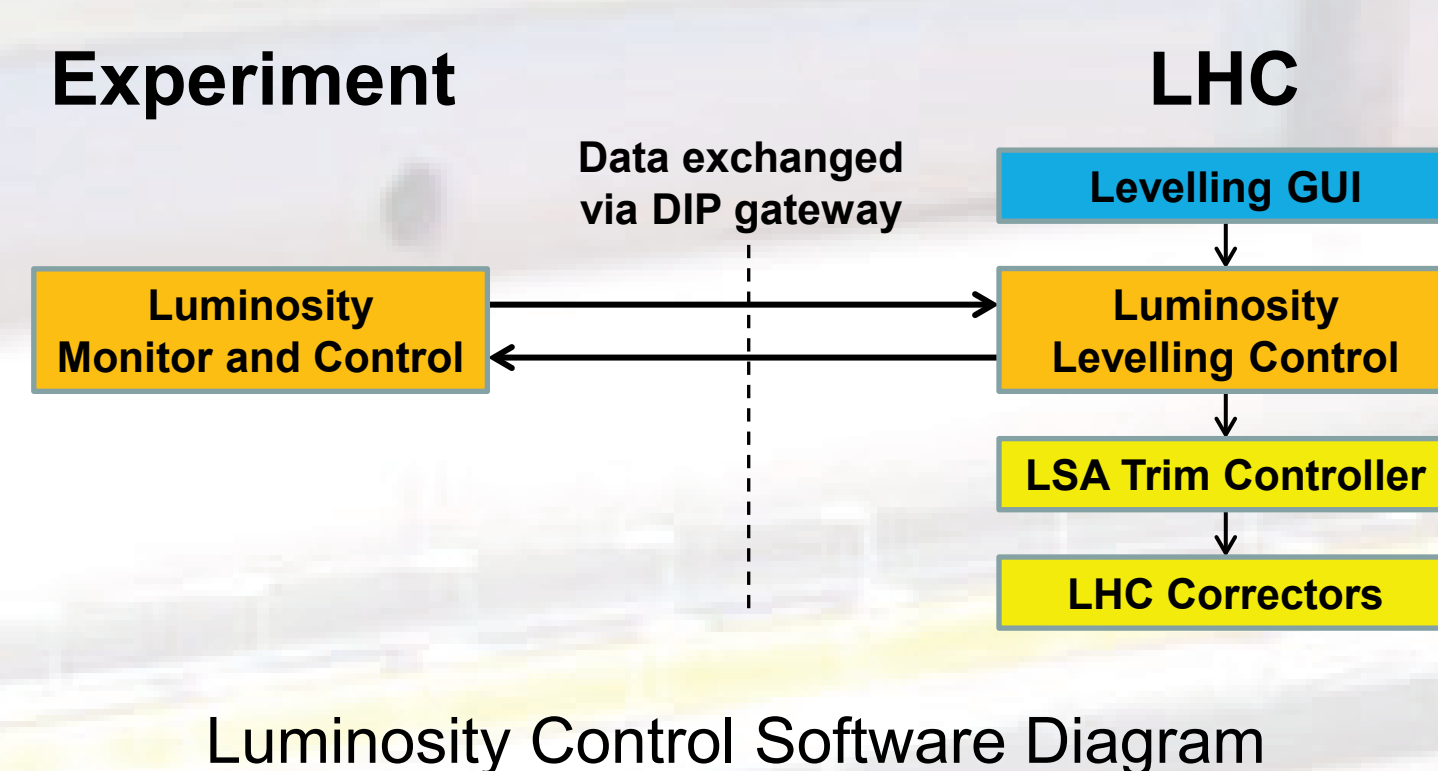 Experiment
LHC
Data exchanged
via DIP gateway
Levelling GUI
Luminosity
Monitor and Control
Luminosity
Levelling Control
LSA Trim Controller
LHC Correctors
Luminosity Control Software Diagram